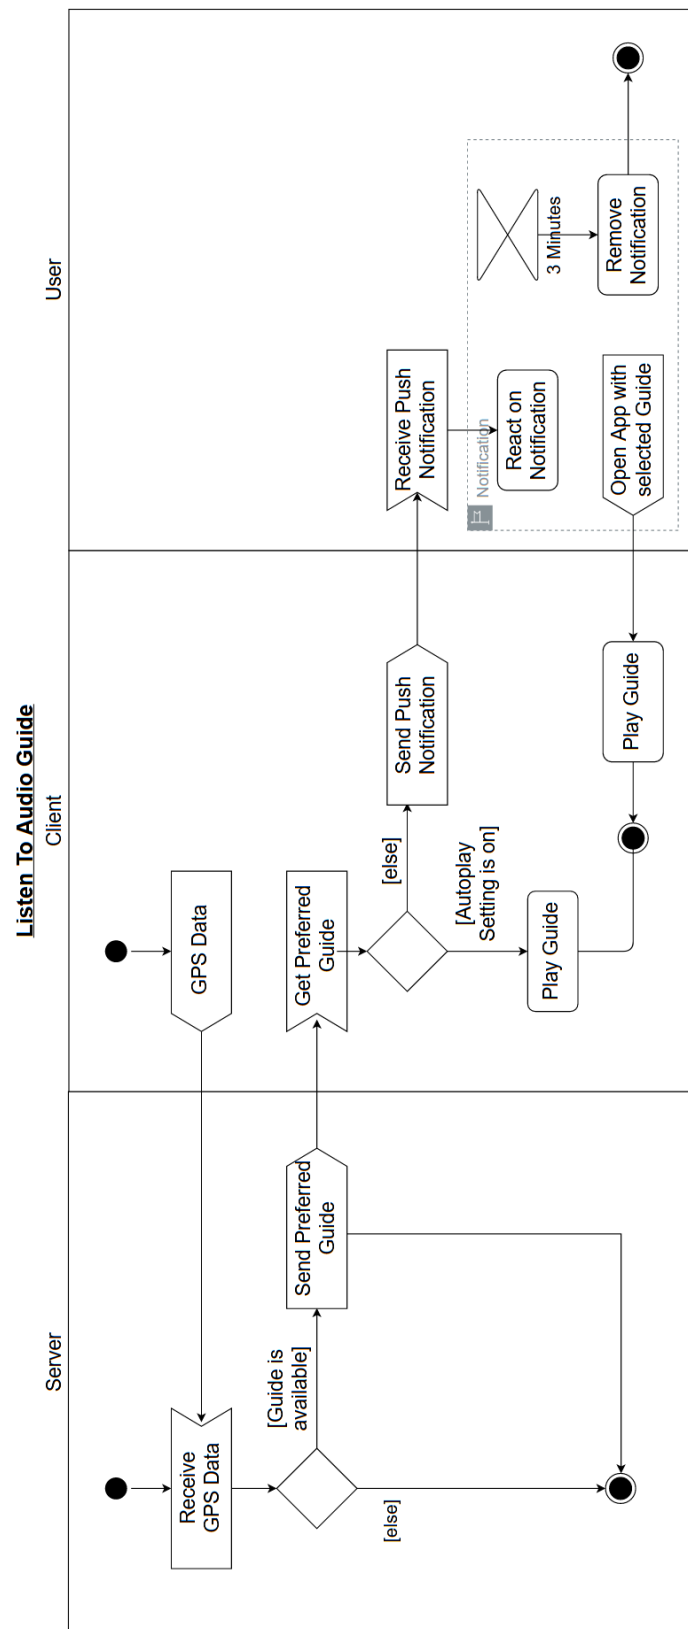 Listen To Audio Guide
Server
Client
User
GPS Data
Receive
GPS Data
[Guide is
available]
[else]
Send Preferred
Guide
Get Preferred
Guide
[else]
[Autoplay
Setting is on]
Play Guide
Send Push
Notification
Receive Push
Notification
Notification
React on
Notification
3 Minutes
Remove
Notification
Open App with
selected Guide
Play Guide